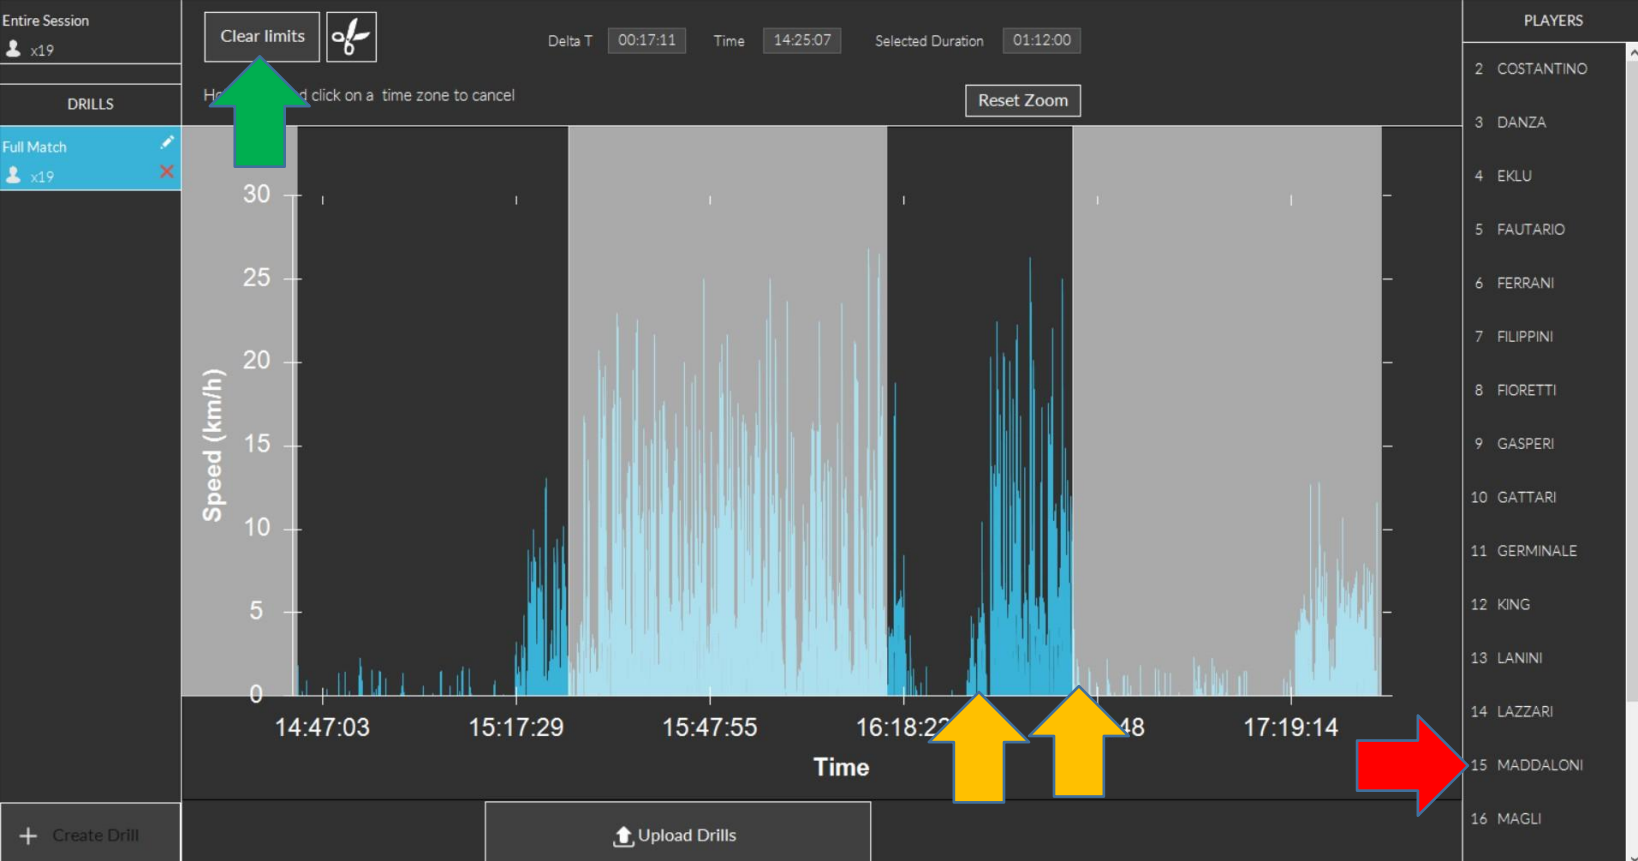 Entire Session
x19
DRILLS
Full Match
x19
Create Drill
Clear limits
Delta T 00:17:11 Time 14:25:07 Selected Duration 01:12:00
click on a time zone to cancel
Reset Zoom
30
25
20
15
10
5
0
Speed (km/h)
14:47:03 15:17:29 15:47:55 17:19:14
Time
Upload Drills
PLAYERS
2 COSTANTINO
3 DANZA
4 EKLU
5 FAUTARIO
6 FERRANI
7 FILIPPINI
8 FIORETTI
9 GASPERI
10 GATTARI
11 GERMINALE
12 KING
13 LANINI
14 LAZZARI
15 MADDALONI
16 MAGLI